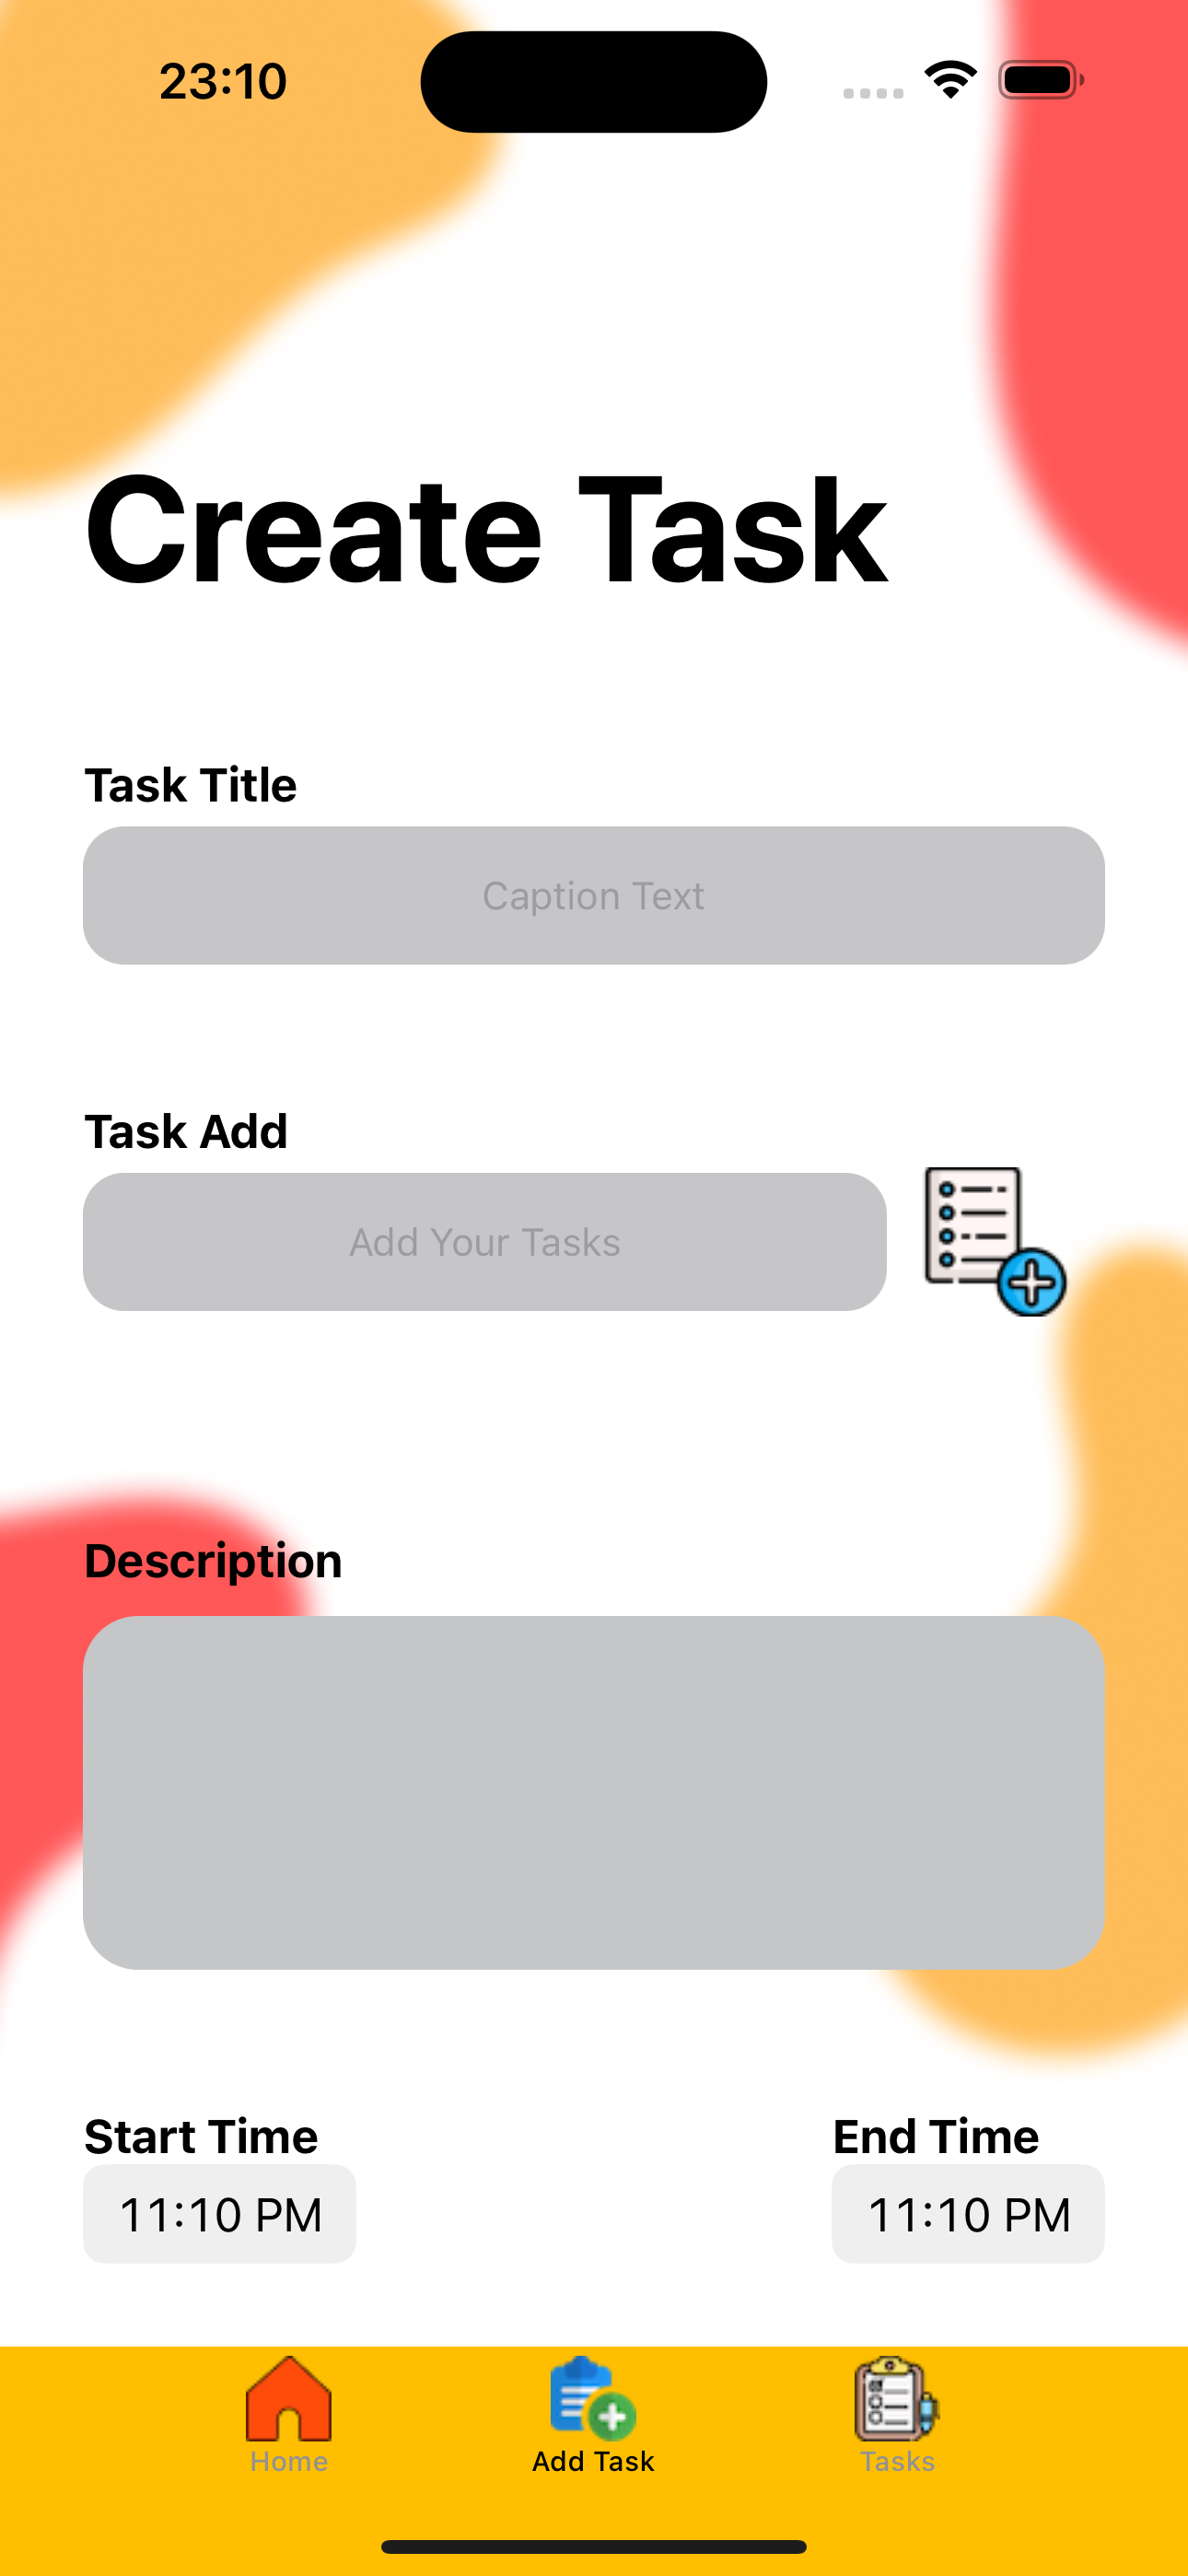 23:10
Create Task
Task Title
Caption Text
Task Add
Add Your Tasks
Description
Start Time End Time
11:10 PM 11:10 PM
Home Add Task Tasks